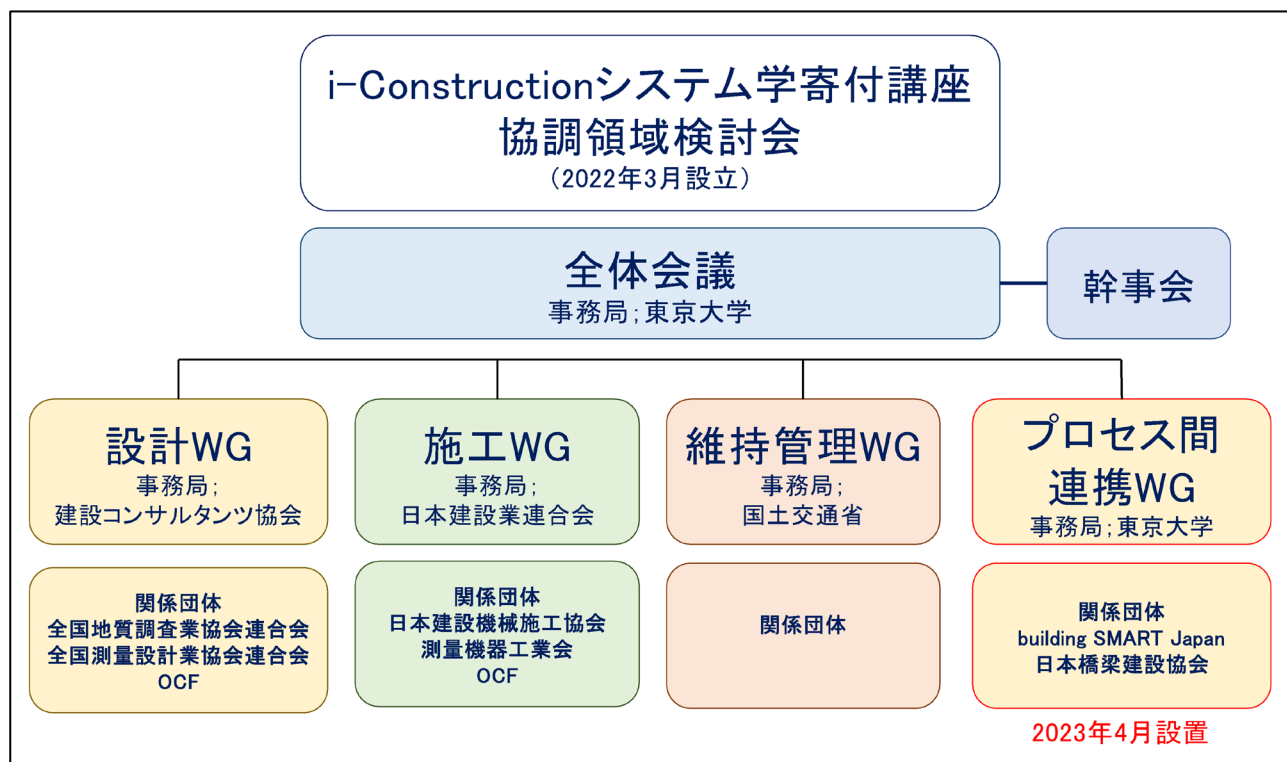 i-Constructionシステム学寄付講座
協調領域検討会
（2022年3月設立）
全体会議
事務局；東京大学
幹事会
設計WG
事務局；
建設コンサルタンツ協会
施工WG
事務局；
日本建設業連合会
維持管理WG
事務局；
国土交通省
プロセス間
連携WG
事務局；東京大学
関係団体
全国地質調査業協会連合会
全国測量設計業協会連合会
OCF
関係団体
日本建設機械施工協会
測量機器工業会
OCF
関係団体
関係団体
building SMART Japan
日本橋梁建設協会
2023年4月設置